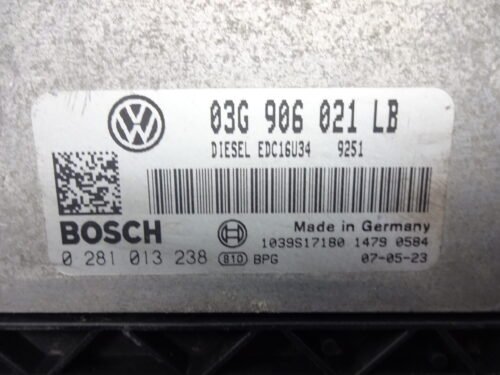 03G 906 021 LB
DIESEL EDC16U34 9251
BOSCH
Made in Germany
1039S17180 1479 0584
0 281 013 238 810 BPG 07-05-23